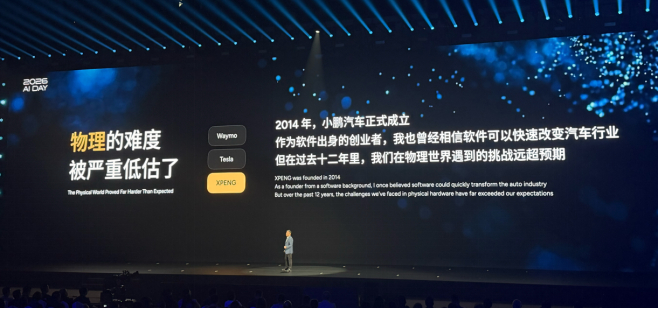 2026
AI DAY
物理的难度
被严重低估了
The Physical World Proved Far Harder Than Expected
Waymo
Tesla
XPENG
2014 年，小鹏汽车正式成立
作为软件出身的创业者，我也曾经相信软件可以快速改变汽车行业
但在过去十二年里，我们在物理世界遇到的挑战远超预期
XPENG was founded in 2014
As a founder from a software background, I once believed software could quickly transform the auto industry
But over the past 12 years, the challenges we've faced in physical hardware have far exceeded our expectations